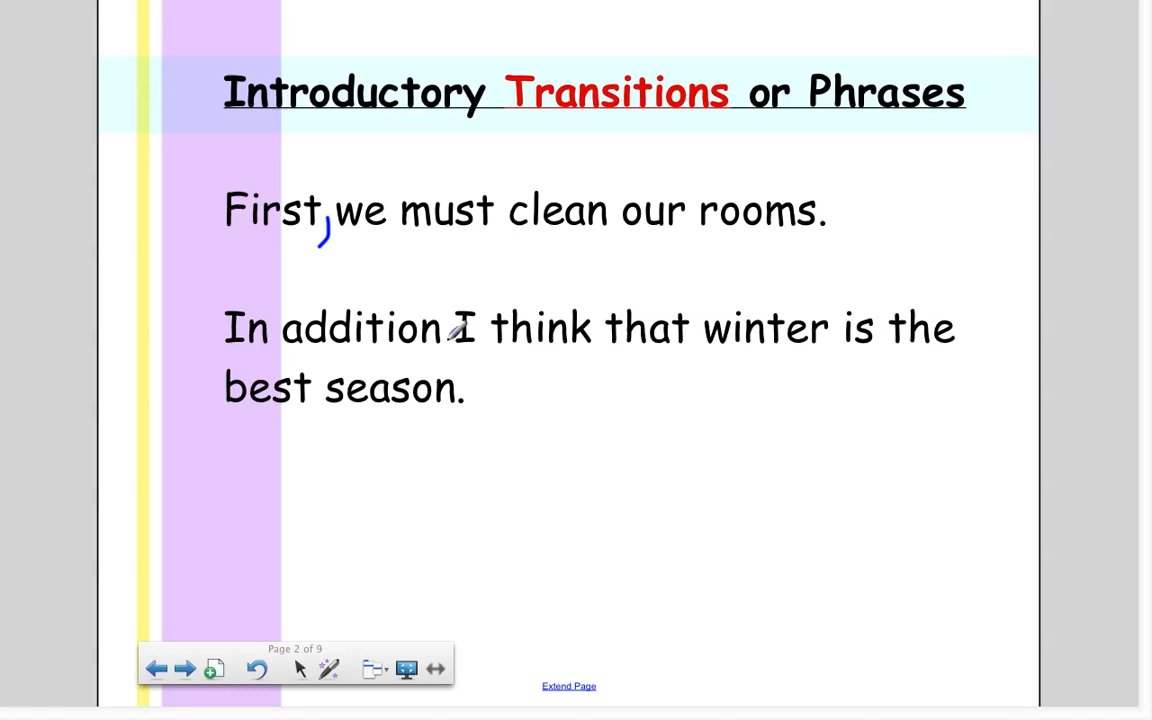 Introductory Transitions or Phrases
First, we must clean our rooms.
In addition I think that winter is the
best season.
Page 2 of 9
Extend Page